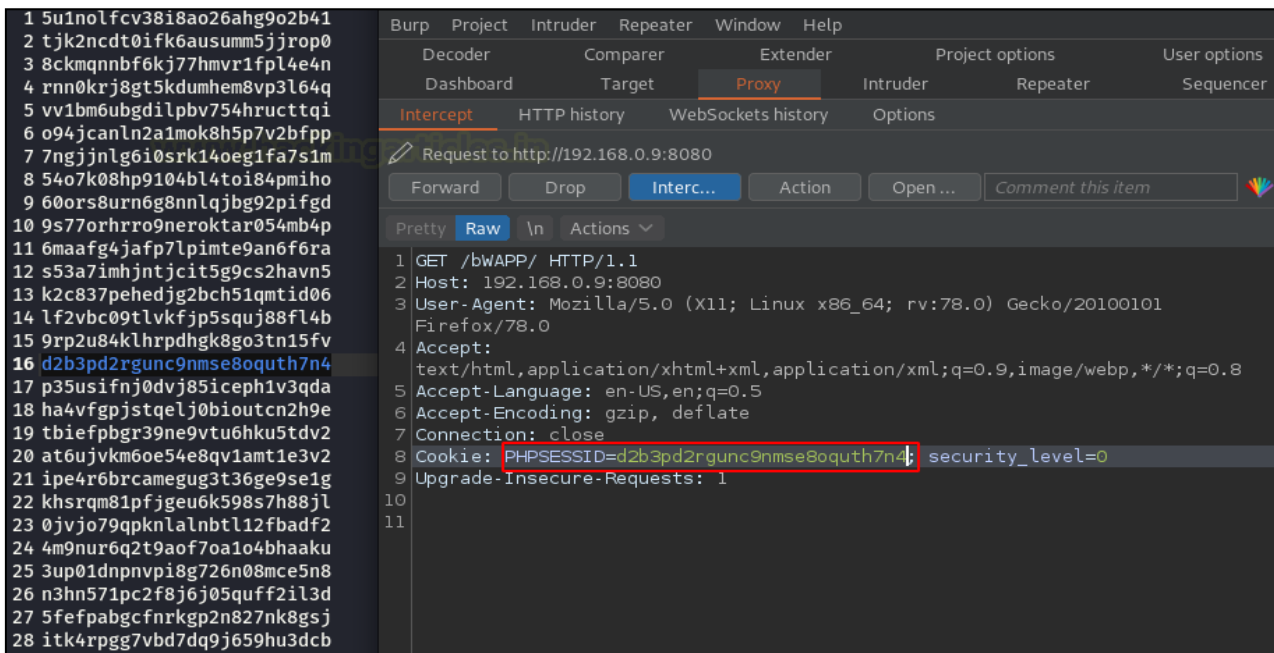 1 5u1nolfcv38i8ao26ahg9o2b41
2 tjk2ncdt0ifk6ausumm5jjrop0
3 8ckmqnnbf6kj77hmvr1fpl4e4n
4 rnn0krj8gt5kdumhem8vp3l64q
5 vv1bm6ubgdilpbv754hructtqi
6 o94jcanln2a1mok8h5p7v2bfpp
7 7ngjjnlg6i0srk14oeg1fa7s1m
8 54o7k08hp9104bl4toi84pmiho
9 60ors8urn6g8nnlqjbg92pifgd
10 9s77orhrro9neroktar054mb4p
11 6maafg4jafp7lpimte9an6f6ra
12 s53a7imhjntjcit5g9cs2havn5
13 k2c837pehedjg2bch51qmtid06
14 lf2vbc09tlvkfjp5squj88fl4b
15 9rp2u84klhrpdhgk8go3tn15fv
16 d2b3pd2rgunc9nmse8oquth7n4
17 p35usifnj0dvj85iceph1v3qda
18 ha4vfgpjstqelj0bioutcn2h9e
19 tbiefpbgr39ne9vtu6hku5tdv2
20 at6ujvkm6oe54e8qv1amt1e3v2
21 ipe4r6brcamegug3t36ge9se1g
22 khsrqm81pfjgeu6k598s7h88jl
23 0jvjo79qpknlalnbtl12fbadf2
24 4m9nur6q2t9aof7oa1o4bhaaku
25 3up01dnpnvpi8g726n08mce5n8
26 n3hn571pc2f8j6j05quff2il3d
27 5fefpabgcfnrkgp2n827nk8gsj
28 itk4rpgg7vbd7dq9j659hu3dcb
Burp Project Intruder Repeater Window Help
Decoder Comparer Extender Project options User options
Dashboard Target Proxy Intruder Repeater Sequencer
Intercept HTTP history WebSockets history Options
Request to http://192.168.0.9:8080
Forward Drop Interc... Action Open ... Comment this item
Pretty Raw \n Actions
1 GET /bWAPP/ HTTP/1.1
2 Host: 192.168.0.9:8080
3 User-Agent: Mozilla/5.0 (X11; Linux x86_64; rv:78.0) Gecko/20100101
Firefox/78.0
4 Accept:
text/html,application/xhtml+xml,application/xml;q=0.9,image/webp,*/*;q=0.8
5 Accept-Language: en-US,en;q=0.5
6 Accept-Encoding: gzip, deflate
7 Connection: close
8 Cookie: PHPSESSID=d2b3pd2rgunc9nmse8oquth7n4; security_level=0
9 Upgrade-Insecure-Requests: 1
10
11